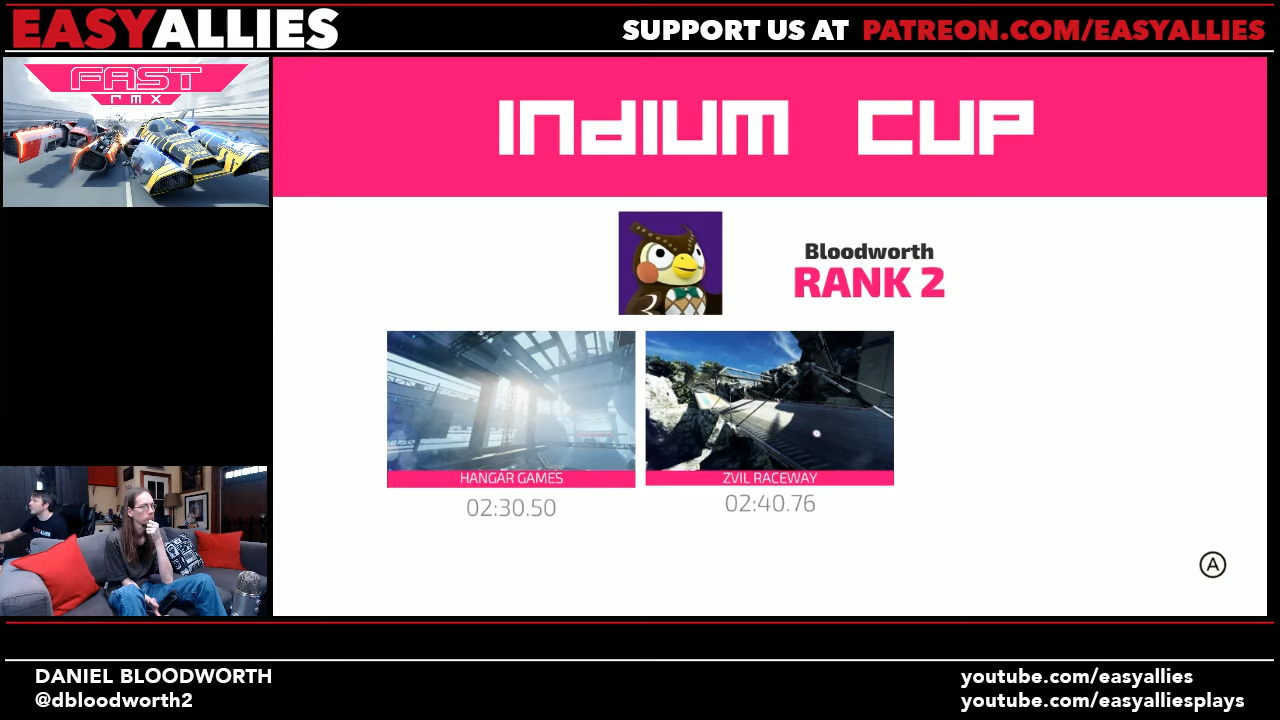 EASYALLIES
SUPPORT US AT PATREON.COM/EASYALLIES
FAST
rmx
INDIUM CUP
Bloodworth
RANK 2
HANGAR GAMES
ZVIL RACEWAY
02:30.50
02:40.76
A
DANIEL BLOODWORTH
@dbloodworth2
youtube.com/easyallies
youtube.com/easyalliesplays